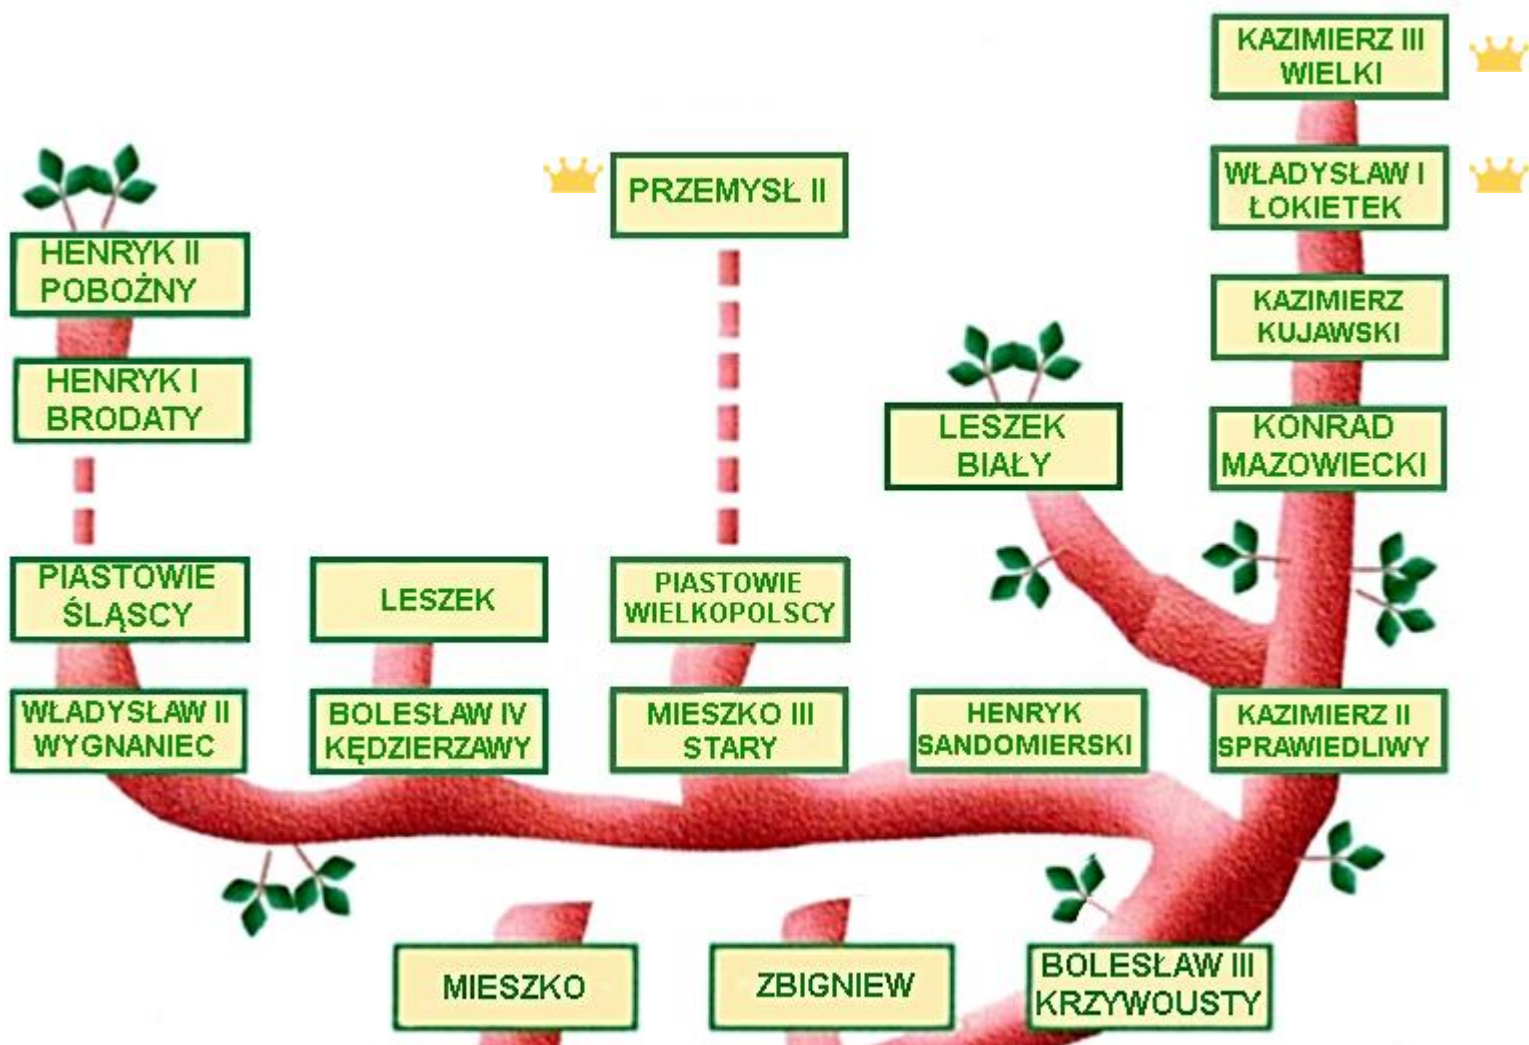 KAZIMIERZ III
WIELKI
WŁADYSŁAW I
ŁOKIETEK
PRZEMYSŁ II
HENRYK II
POBOŻNY
KAZIMIERZ
KUJAWSKI
HENRYK I
BRODATY
LESZEK
BIAŁY
KONRAD
MAZOWIECKI
PIASTOWIE
ŚLĄSCY
LESZEK
PIASTOWIE
WIELKOPOLSCY
WŁADYSŁAW II
WYGNANIEC
BOLESŁAW IV
KĘDZIERZAWY
MIESZKO III
STARY
HENRYK
SANDOMIERSKI
KAZIMIERZ II
SPRAWIEDLIWY
MIESZKO
ZBIGNIEW
BOLESŁAW III
KRZYWOUSTY